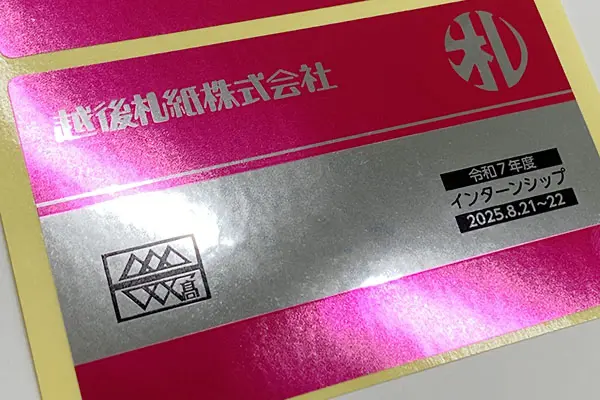 越後札紙株式会社
札
令和7年度
インターンシップ
2025.8.21~22
高